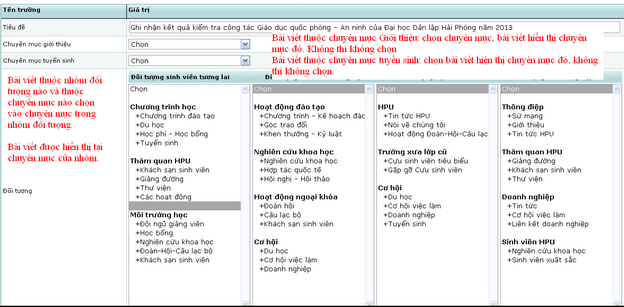 Tên trường
Giá trị
Tiêu đề
Ghi nhận kết quả kiểm tra công tác Giáo dục quốc phòng - An ninh của Đại học Dân lập Hải Phòng năm 2013
Chuyên mục giới thiệu
Chọn
Chuyên mục tuyển sinh
Chọn
Bài viết thuộc chuyên mục Giới thiệu: chọn chuyên mục, bài viết hiển thị chuyên
mục đó. Không thì không chọn
Bài viết thuộc chuyên mục tuyển sinh: chọn bài viết hiển thị chuyên mục đó, không
thì không chọn.
Bài viết thuộc nhóm đối
tượng nào và thuộc
chuyên mục nào chọn
vào chuyên mục trong
nhóm đối tượng.
Bài viết được hiển thị tại
chuyên mục của nhóm.
Đối tượng
Đối tượng sinh viên tương lai
Chọn
Chương trình học
+Chương trình đào tạo
+Du học
+Học phí - Học bổng
+Tuyển sinh
Thăm quan HPU
+Khách sạn sinh viên
+Giảng đường
+Thư viện
+Các hoạt động
Môi trường học
+Đội ngũ giảng viên
+Học bổng
+Nghiên cứu khoa học
+Đoàn-Hội-Cầu lạc bộ
+Khách sạn sinh viên
Chọn
Hoạt động đào tạo
+Chương trình - Kế hoạch đào
+Góc trao đổi
+Khen thưởng - Kỷ luật
Nghiên cứu khoa học
+Nghiên cứu khoa học
+Hợp tác quốc tế
+Hội nghị - Hội thảo
Hoạt động ngoại khóa
+Đoàn hội
+Cầu lạc bộ
+Khách sạn sinh viên
Cơ hội
+Du học
+Cơ hội việc làm
+Doanh nghiệp
Chọn
HPU
+Tin tức HPU
+Nói về chúng tôi
+Hoạt động Đoàn-Hội-Cầu lạc
Trường xưa lớp cũ
+Cựu sinh viên tiêu biểu
+Gặp gỡ Cựu sinh viên
Cơ hội
+Du học
+Cơ hội việc làm
+Doanh nghiệp
+Tuyển sinh
Chọn
Thông điệp
+Sứ mạng
+Giới thiệu
+Tin tức HPU
Thăm quan HPU
+Giảng đường
+Khách sạn sinh viên
+Thư viện
Doanh nghiệp
+Tin tức
+Cơ hội việc làm
+Liên kết doanh nghiệp
Sinh viên HPU
+Nghiên cứu khoa học
+Sinh viên xuất sắc